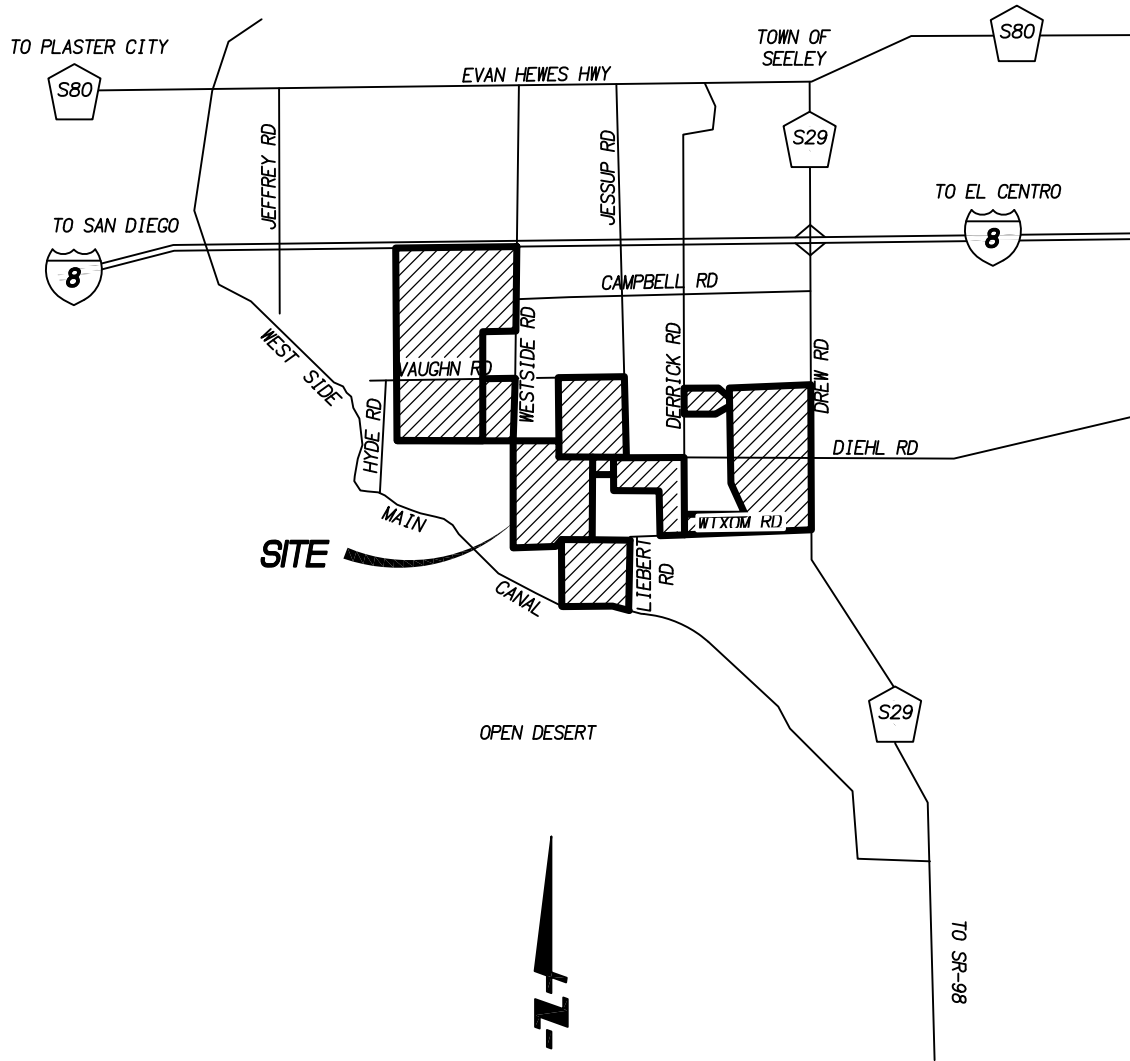 TO PLASTER CITY
S80
EVAN HEWES HWY
TOWN OF
SEELEY
S80
JEFFREY RD
JESSUP RD
S29
TO SAN DIEGO
8
TO EL CENTRO
8
CAMPBELL RD
WEST SIDE
VAUGHN RD
WESTSIDE RD
DERRICK RD
DREW RD
HYDE RD
DIEHL RD
MAIN
WIXOM RD
SITE
CANAL
LIEBERT
RD
S29
OPEN DESERT
TO SR-98
N